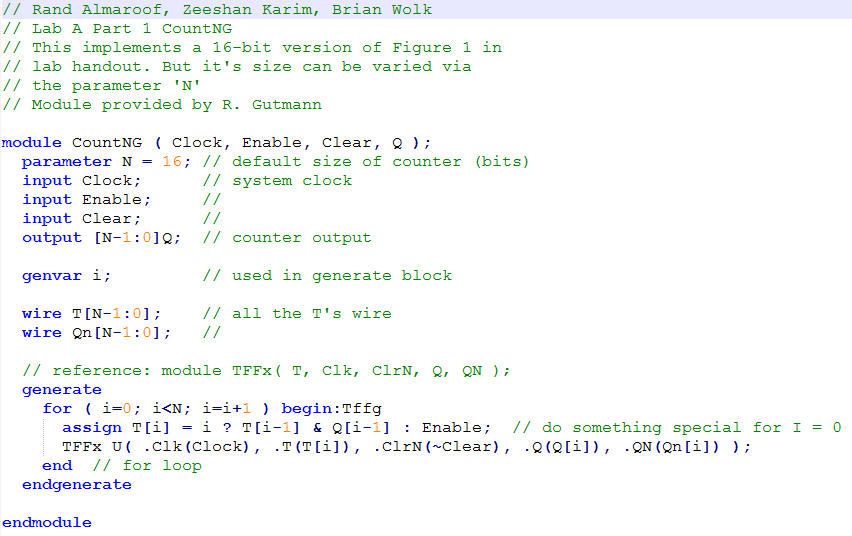 // Rand Almaroof, Zeeshan Karim, Brian Wolk
// Lab A Part 1 CountNG
// This implements a 16-bit version of Figure 1 in
// lab handout. But it's size can be varied via
// the parameter 'N'
// Module provided by R. Gutmann
module CountNG ( Clock, Enable, Clear, Q );
parameter N = 16; // default size of counter (bits)
input Clock; // system clock
input Enable; //
input Clear; //
output [N-1:0]Q; // counter output
genvar i; // used in generate block
wire T[N-1:0]; // all the T's wire
wire Qn[N-1:0]; //
// reference: module TFFx( T, Clk, ClrN, Q, QN );
generate
for ( i=0; i<N; i=i+1 ) begin:Tffg
assign T[i] = i ? T[i-1] & Q[i-1] : Enable; // do something special for I = 0
TFFx U( .Clk(Clock), .T(T[i]), .ClrN(~Clear), .Q(Q[i]), .QN(Qn[i]) );
end // for loop
endgenerate
endmodule